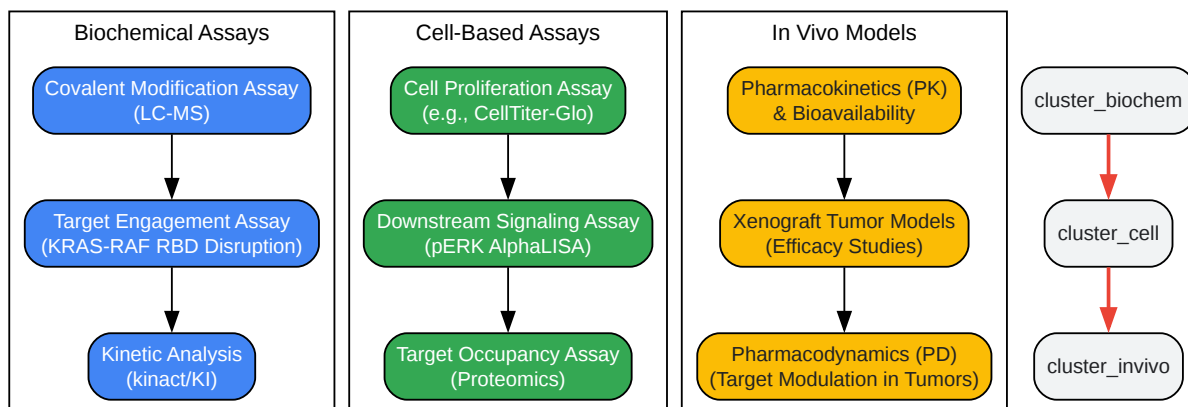 Biochemical Assays
Covalent Modification Assay
(LC-MS)
Target Engagement Assay
(KRAS-RAF RBD Disruption)
Kinetic Analysis
(kinact/KI)
Cell-Based Assays
Cell Proliferation Assay
(e.g., CellTiter-Glo)
Downstream Signaling Assay
(pERK AlphaLISA)
Target Occupancy Assay
(Proteomics)
In Vivo Models
Pharmacokinetics (PK)
& Bioavailability
Xenograft Tumor Models
(Efficacy Studies)
Pharmacodynamics (PD)
(Target Modulation in Tumors)
cluster_biochem
cluster_cell
cluster_invivo